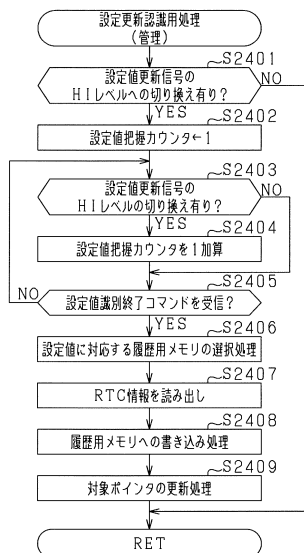 設定更新認識用処理
(管理)
S2401
設定値更新信号の
HIレベルへの切り換え有り?
NO
YES
S2402
設定値把握カウンタ←1
S2403
設定値更新信号の
HIレベルの切り換え有り?
NO
YES
S2404
設定値把握カウンタを1加算
S2405
NO
設定値識別終了コマンドを受信?
YES
S2406
設定値に対応する履歴用メモリの選択処理
S2407
RTC情報を読み出し
S2408
履歴用メモリへの書き込み処理
S2409
対象ポインタの更新処理
RET